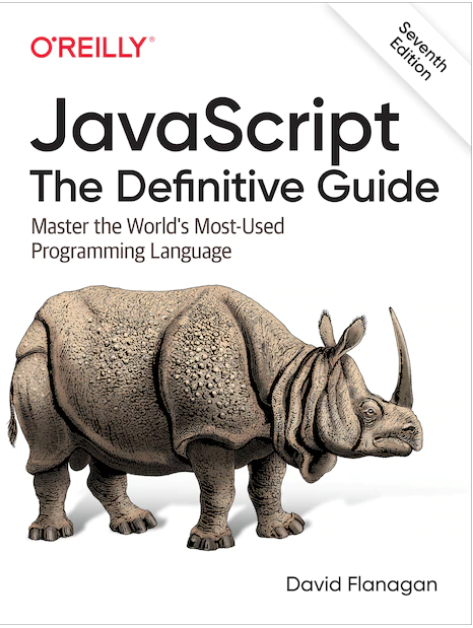 O'REILLY®
Seventh
Edition
JavaScript
The Definitive Guide
Master the World's Most-Used
Programming Language
David Flanagan